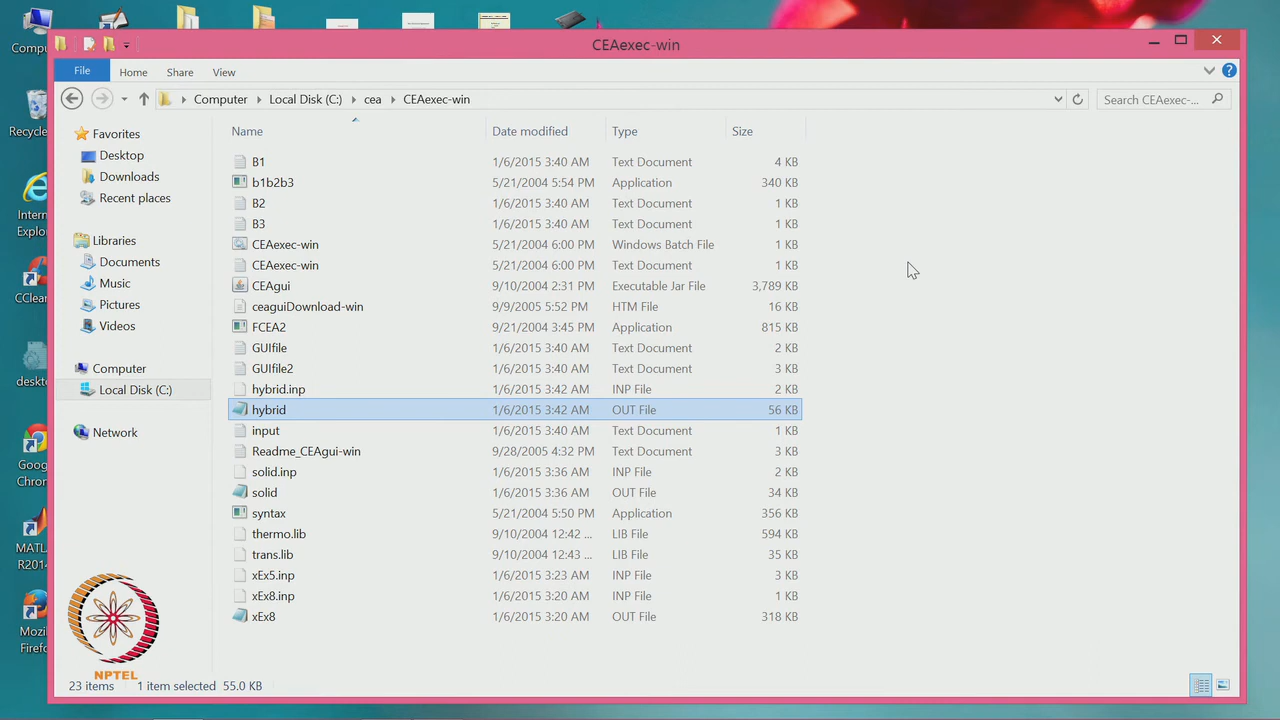 Compu
CEAexec-win
File
Home
Share
View
Computer
Local Disk (C:)
cea
CEAexec-win
Search CEAexec-...
Name
Date modified
Type
Size
Recycle
Intern
Explor
CClea
deskt
Goog
Chron
MATL
R2014
Mozi
Firefo
Favorites
Desktop
Downloads
Recent places
Libraries
Documents
Music
Pictures
Videos
Computer
Local Disk (C:)
Network
B1 1/6/2015 3:40 AM Text Document 4 KB
b1b2b3 5/21/2004 5:54 PM Application 340 KB
B2 1/6/2015 3:40 AM Text Document 1 KB
B3 1/6/2015 3:40 AM Text Document 1 KB
CEAexec-win 5/21/2004 6:00 PM Windows Batch File 1 KB
CEAexec-win 5/21/2004 6:00 PM Text Document 1 KB
CEAgui 9/10/2004 2:31 PM Executable Jar File 3,789 KB
ceaguiDownload-win 9/9/2005 5:52 PM HTM File 16 KB
FCEA2 9/21/2004 3:45 PM Application 815 KB
GUIfile 1/6/2015 3:40 AM Text Document 2 KB
GUIfile2 1/6/2015 3:40 AM Text Document 3 KB
hybrid.inp 1/6/2015 3:42 AM INP File 2 KB
hybrid 1/6/2015 3:42 AM OUT File 56 KB
input 1/6/2015 3:40 AM Text Document 1 KB
Readme_CEAgui-win 9/28/2005 4:32 PM Text Document 3 KB
solid.inp 1/6/2015 3:36 AM INP File 2 KB
solid 1/6/2015 3:36 AM OUT File 34 KB
syntax 5/21/2004 5:50 PM Application 356 KB
thermo.lib 9/10/2004 12:42 ... LIB File 594 KB
trans.lib 9/10/2004 12:43 ... LIB File 35 KB
xEx5.inp 1/6/2015 3:23 AM INP File 3 KB
xEx8.inp 1/6/2015 3:20 AM INP File 1 KB
xEx8 1/6/2015 3:20 AM OUT File 318 KB
NPTEL
23 items 1 item selected 55.0 KB